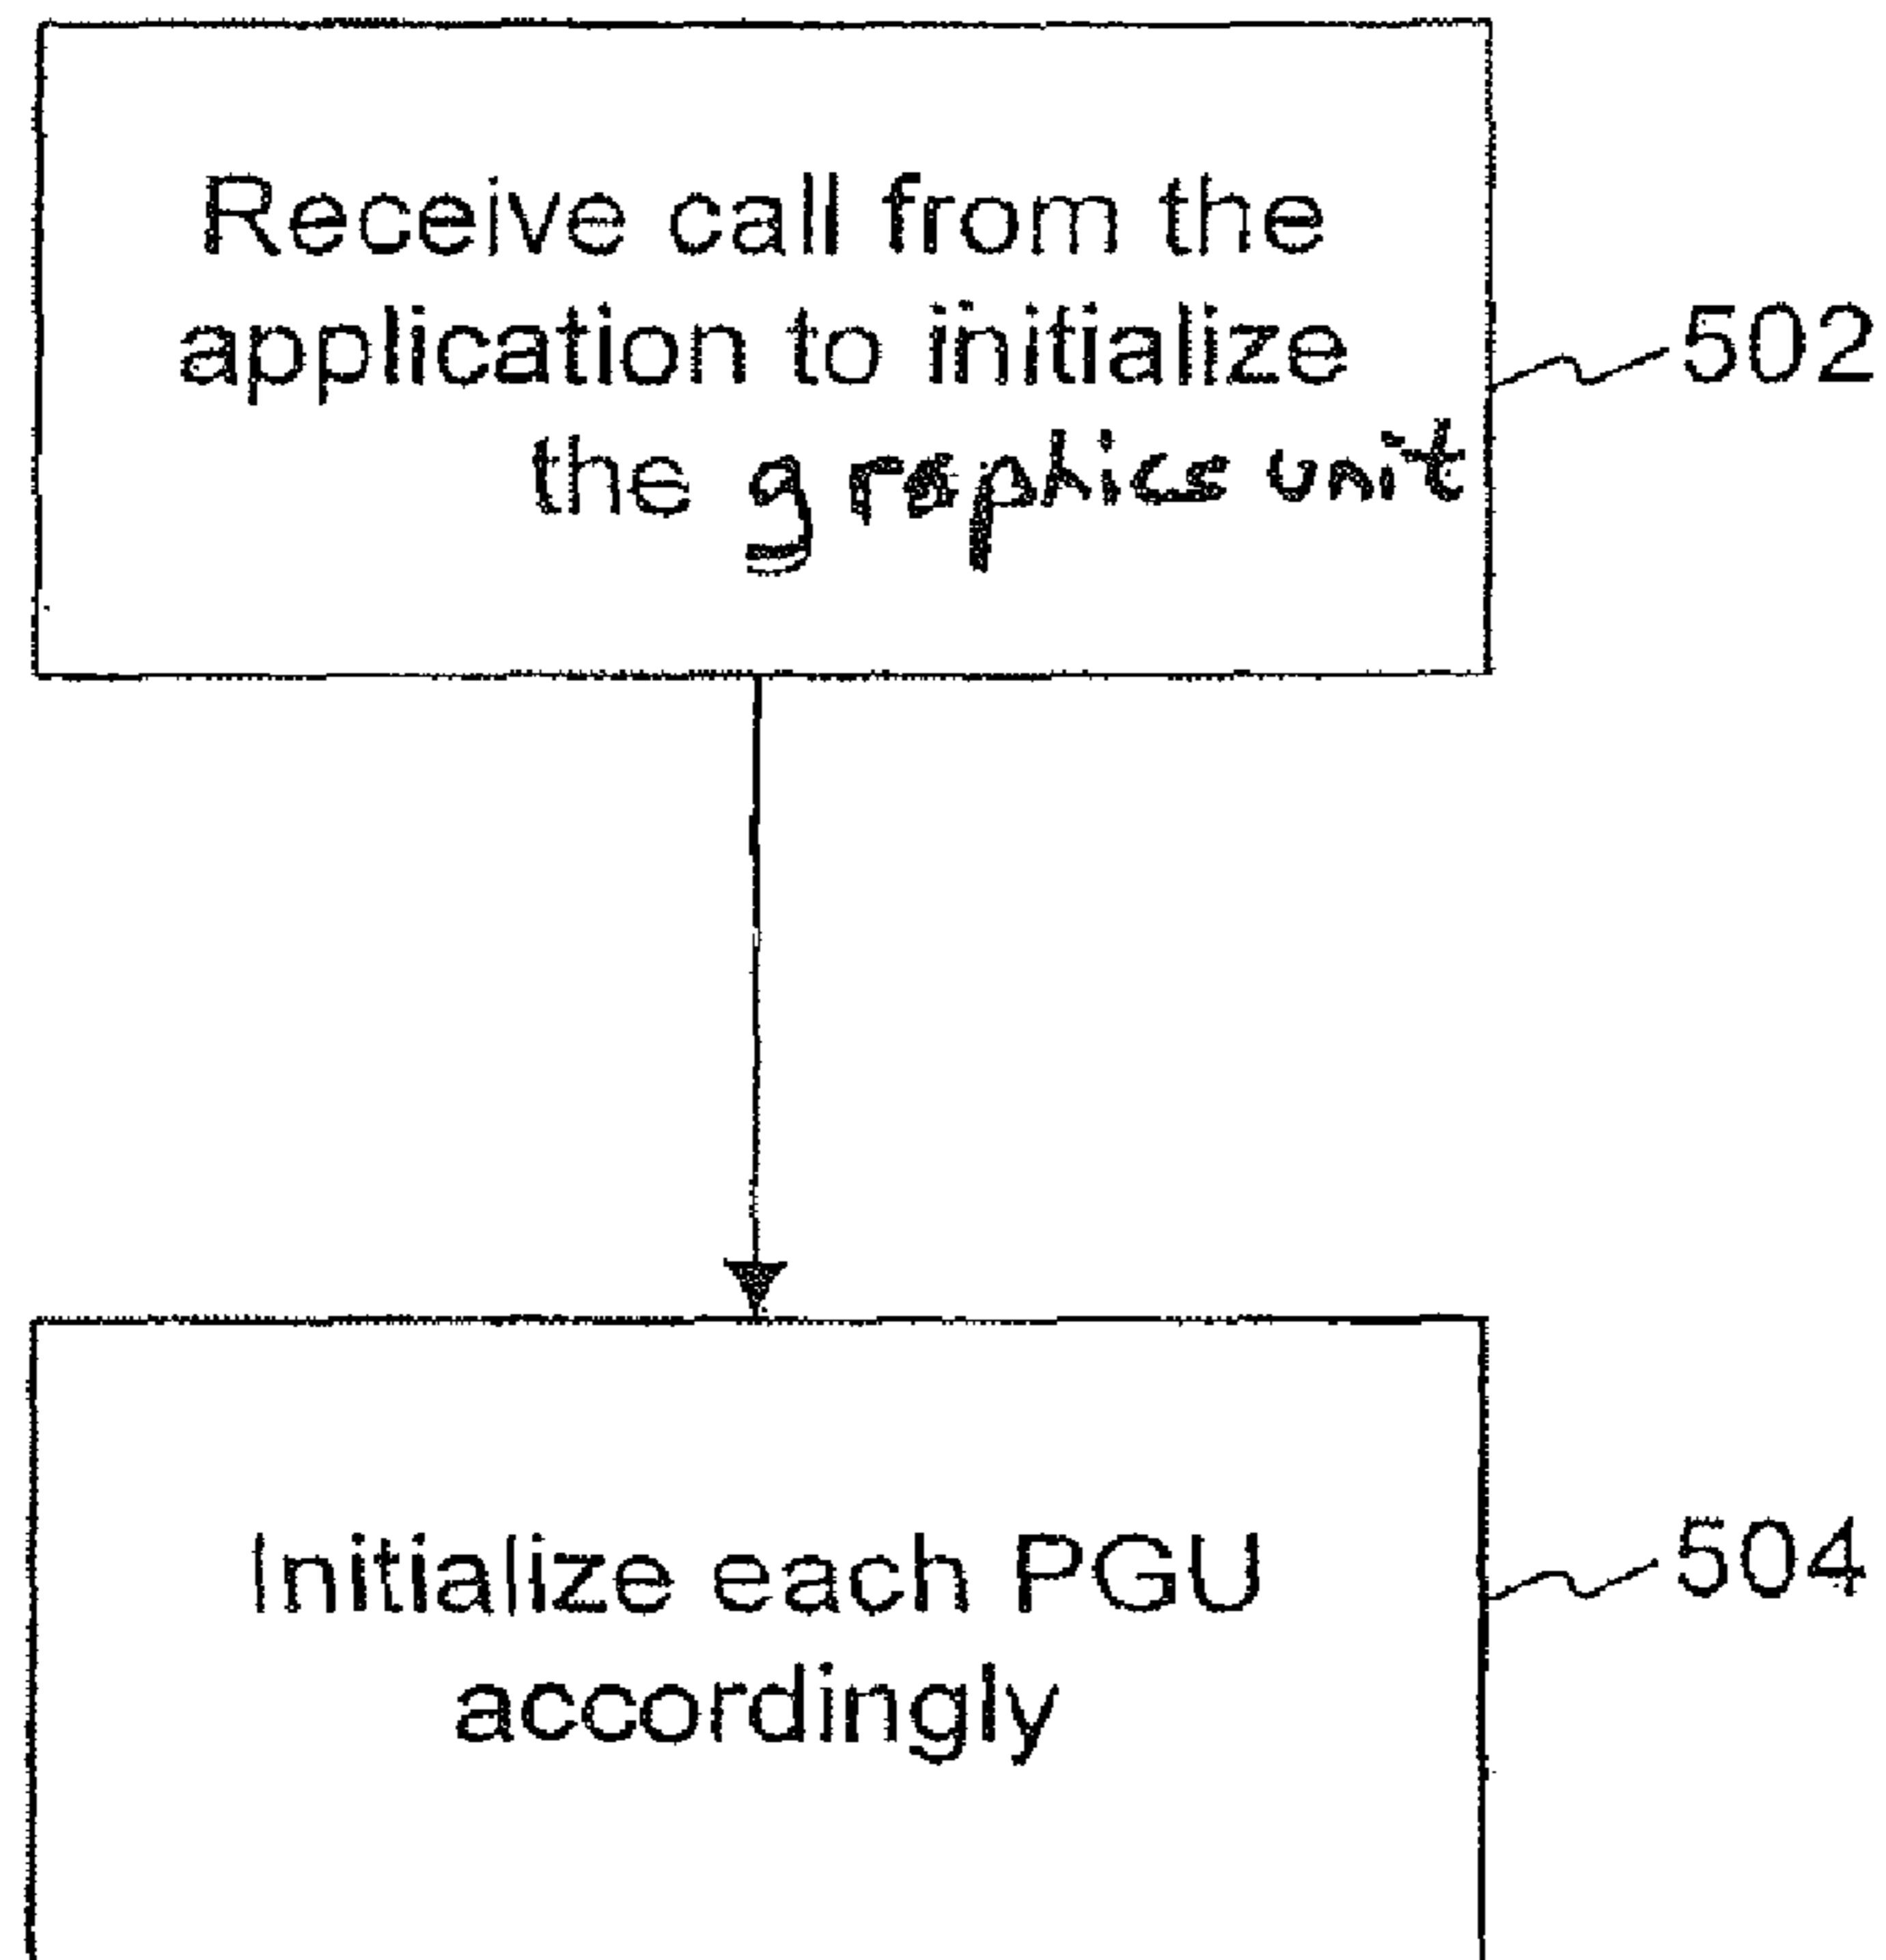 Receive call from the
application to initialize
the graphics unit
502
Initialize each PGU
accordingly
504